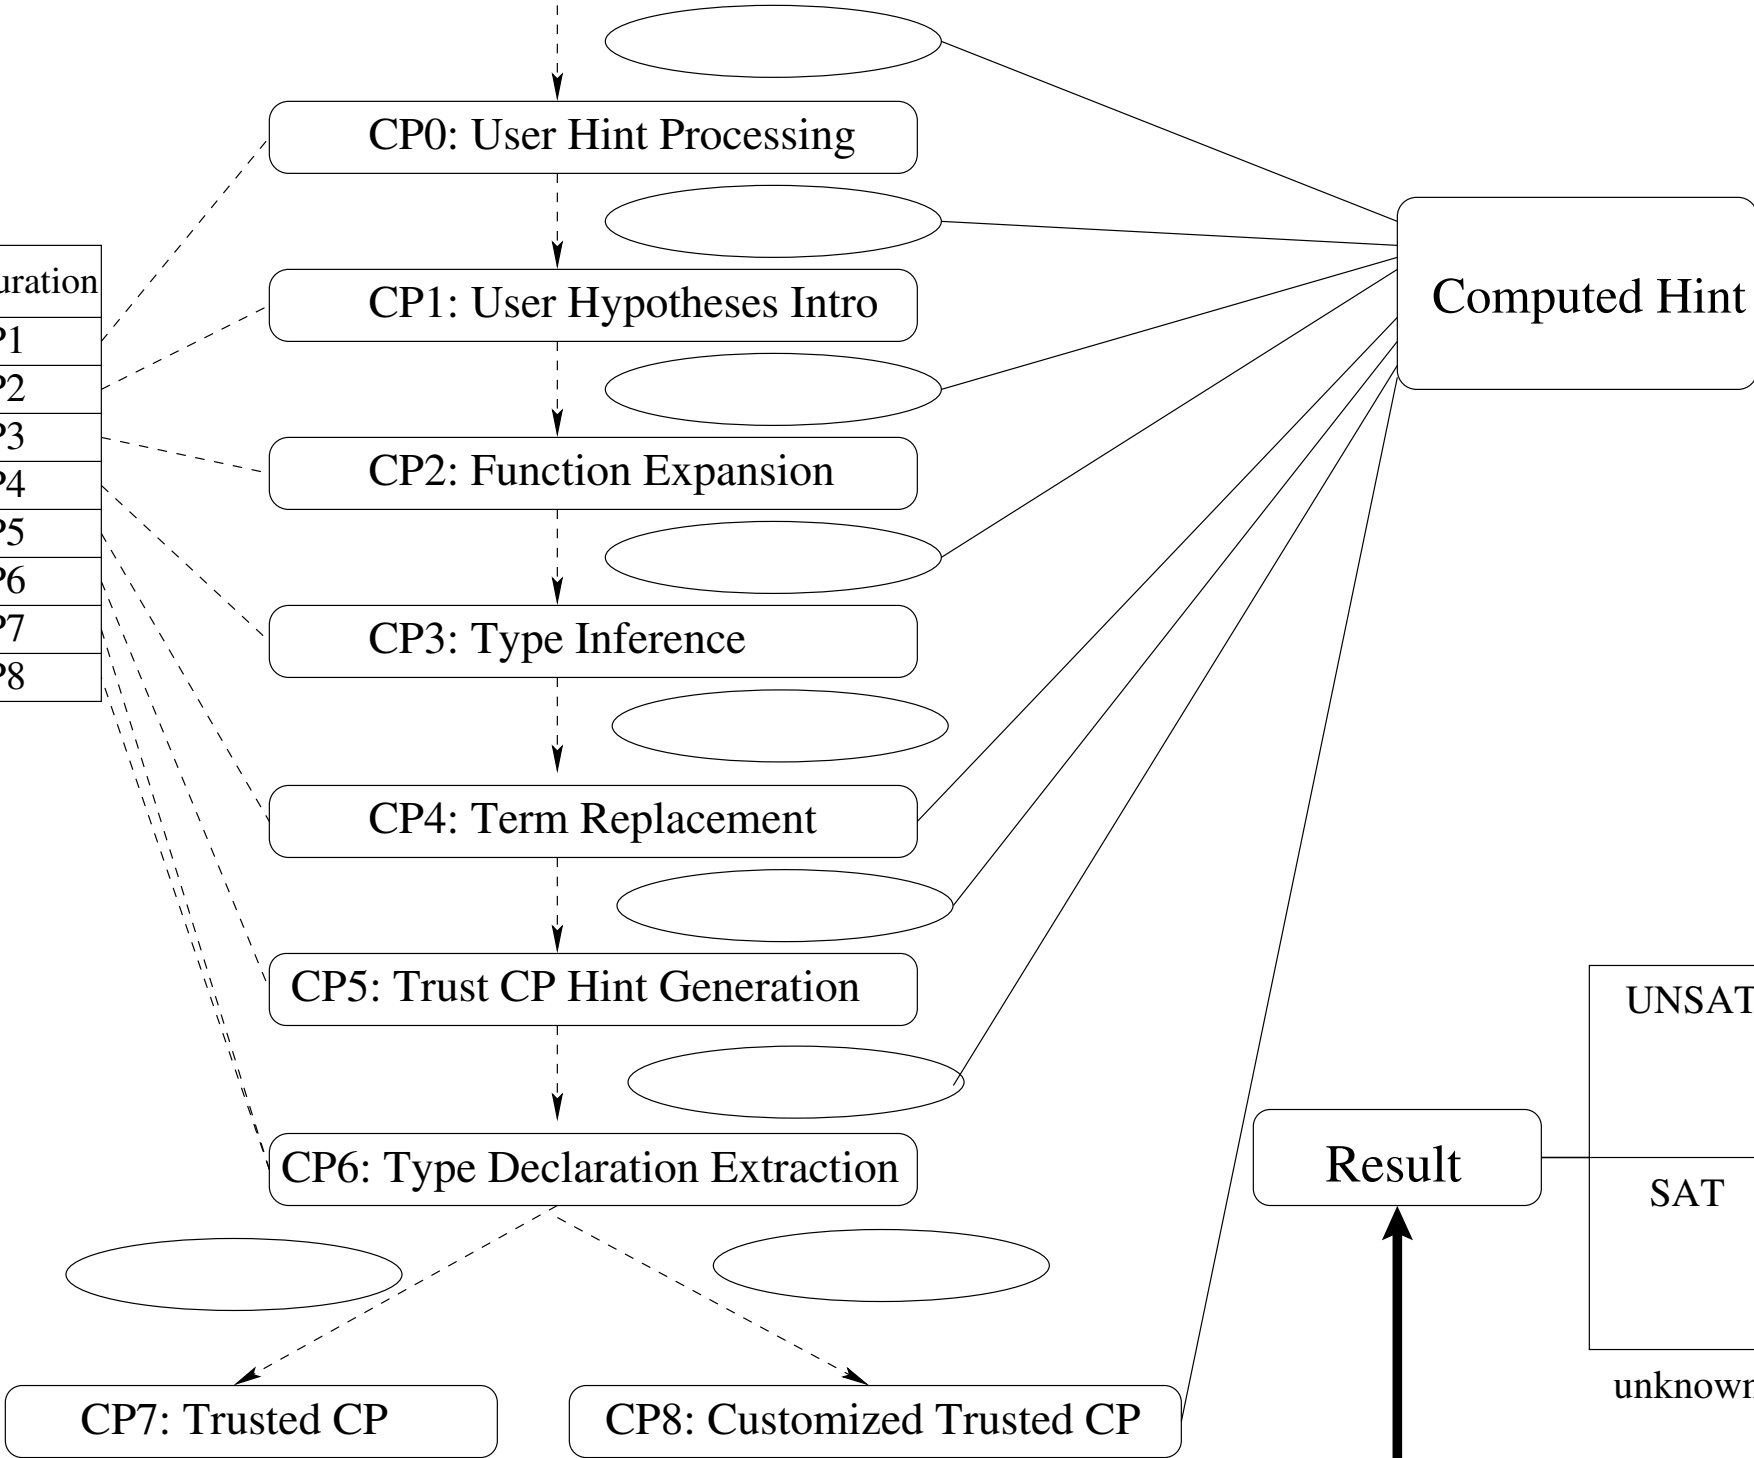 CP0: User Hint Processing
uration
CP1: User Hypotheses Intro
Computed Hint
P1
P2
P3
P4
P5
P6
P7
P8
CP2: Function Expansion
CP3: Type Inference
CP4: Term Replacement
CP5: Trust CP Hint Generation
CP6: Type Declaration Extraction
Result
UNSAT
SAT
unknown
CP7: Trusted CP
CP8: Customized Trusted CP